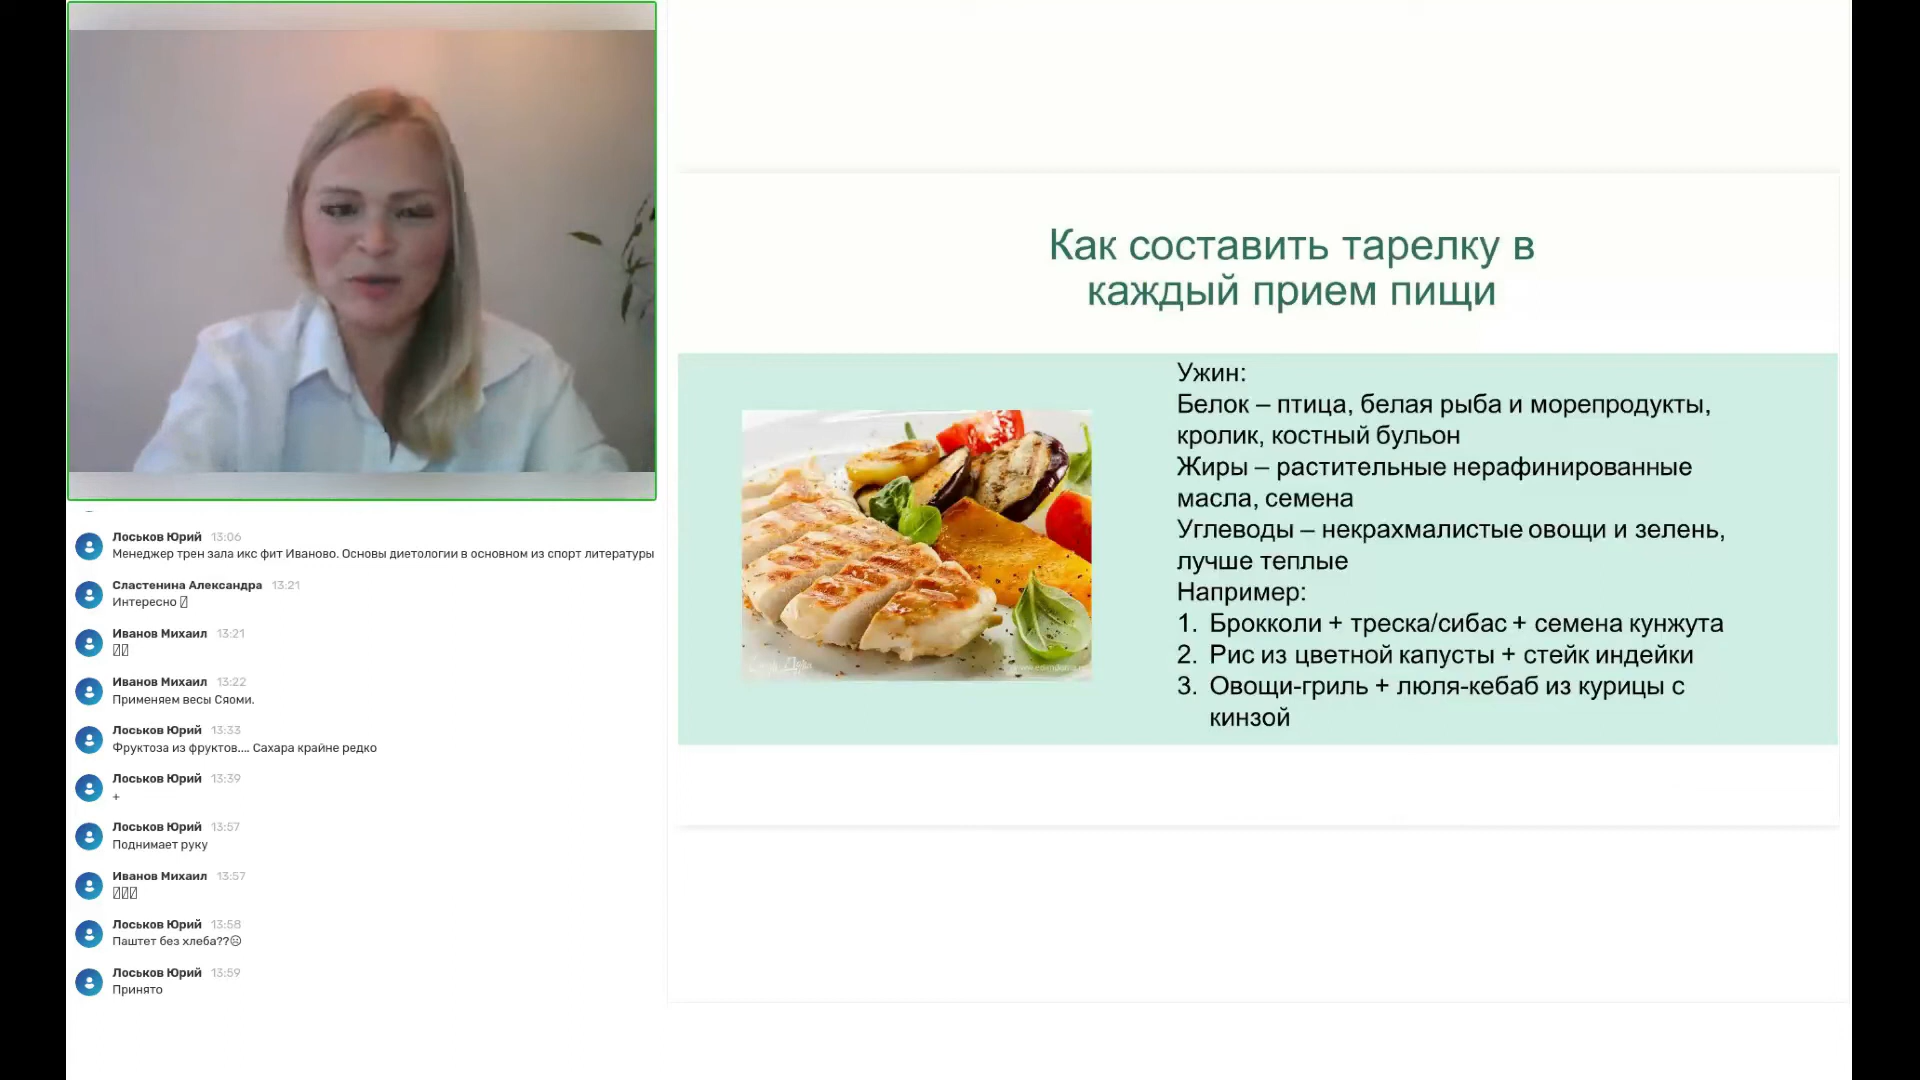 Как составить тарелку в
каждый прием пищи
Ужин:
Белок – птица, белая рыба и морепродукты,
кролик, костный бульон
Жиры – растительные нерафинированные
масла, семена
Углеводы – некрахмалистые овощи и зелень,
лучше теплые
Например:
1. Брокколи + треска/сибас + семена кунжута
2. Рис из цветной капусты + стейк индейки
3. Овощи-гриль + люля-кебаб из курицы с
кинзой
Лоськов Юрий 13:06
Менеджер трен зала икс фит Иваново. Основы диетологии в основном из спорт литературы
Сластенина Александра 13:21
Интересно
Иванов Михаил 13:21
Иванов Михаил 13:22
Применяем весы Сяоми.
Лоськов Юрий 13:33
Фруктоза из фруктов.... Сахара крайне редко
Лоськов Юрий 13:39
+
Лоськов Юрий 13:57
Поднимает руку
Иванов Михаил 13:57
Лоськов Юрий 13:58
Паштет без хлеба??☹
Лоськов Юрий 13:59
Принято